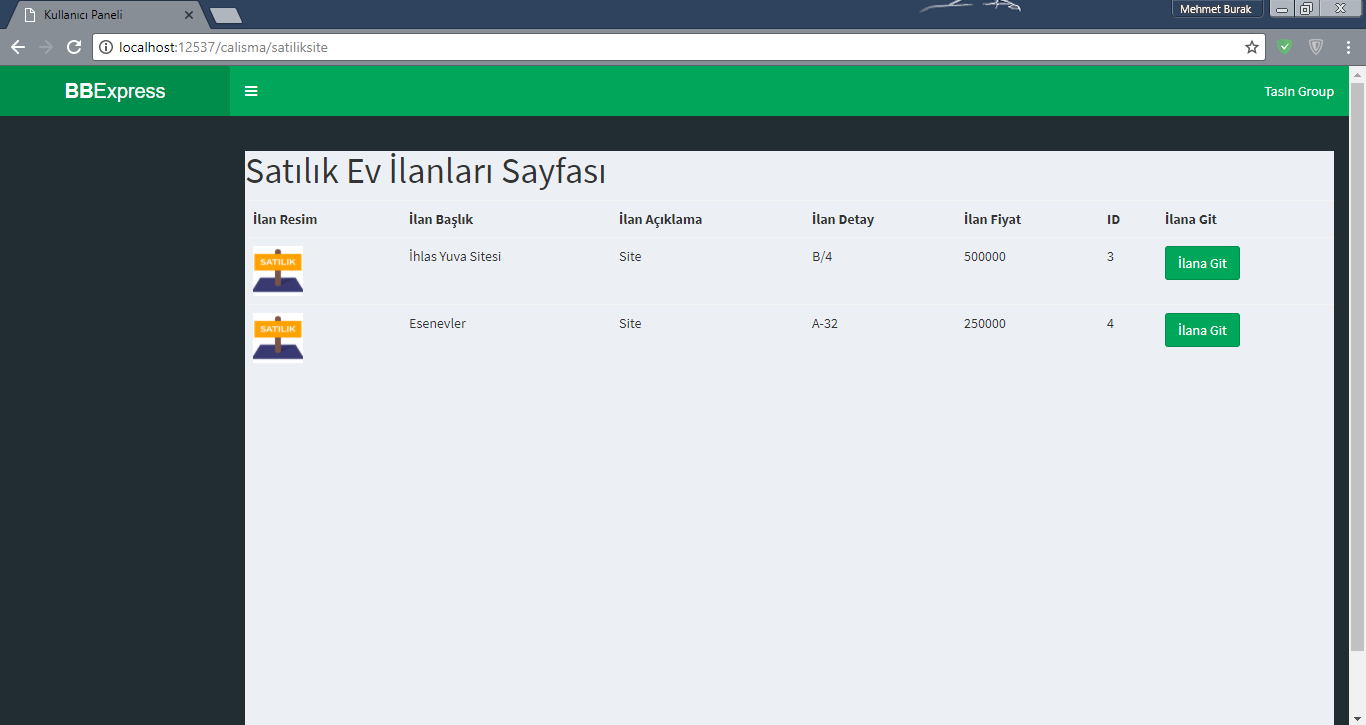 Kullanıcı Paneli
Mehmet Burak
localhost:12537/calisma/satiliksite
BBExpress
Tasin Group
Satılık Ev İlanları Sayfası
İlan Resim İlan Başlık İlan Açıklama İlan Detay İlan Fiyat ID İlana Git
SATILIK İhlas Yuva Sitesi Site B/4 500000 3 İlana Git
SATILIK Esenevler Site A-32 250000 4 İlana Git